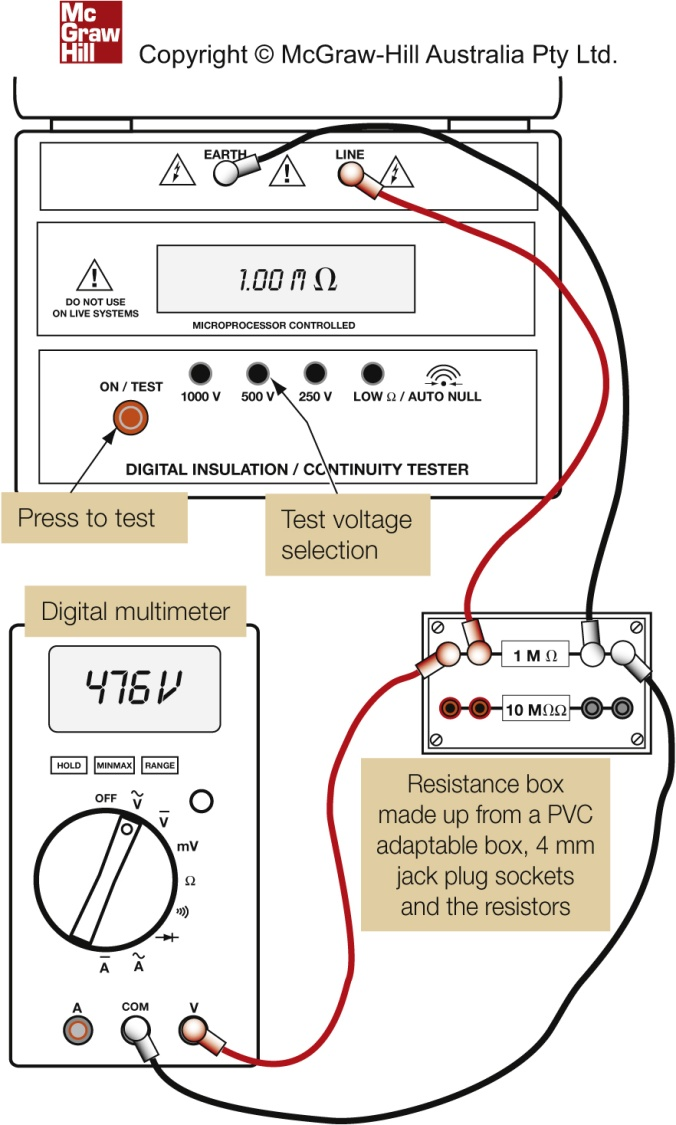 Mc
Graw
Hill
Copyright © McGraw-Hill Australia Pty Ltd.
EARTH
LINE
1.00 M Ω
DO NOT USE
ON LIVE SYSTEMS
MICROPROCESSOR CONTROLLED
ON / TEST
1000 V
500 V
250 V
LOW Ω / AUTO NULL
DIGITAL INSULATION / CONTINUITY TESTER
Press to test
Test voltage
selection
Digital multimeter
476V
HOLD
MINMAX
RANGE
OFF
Ṽ
V̅
mV
Ω
A̅
Ã
A
COM
V
1 M Ω
10 MΩΩ
Resistance box
made up from a PVC
adaptable box, 4 mm
jack plug sockets
and the resistors